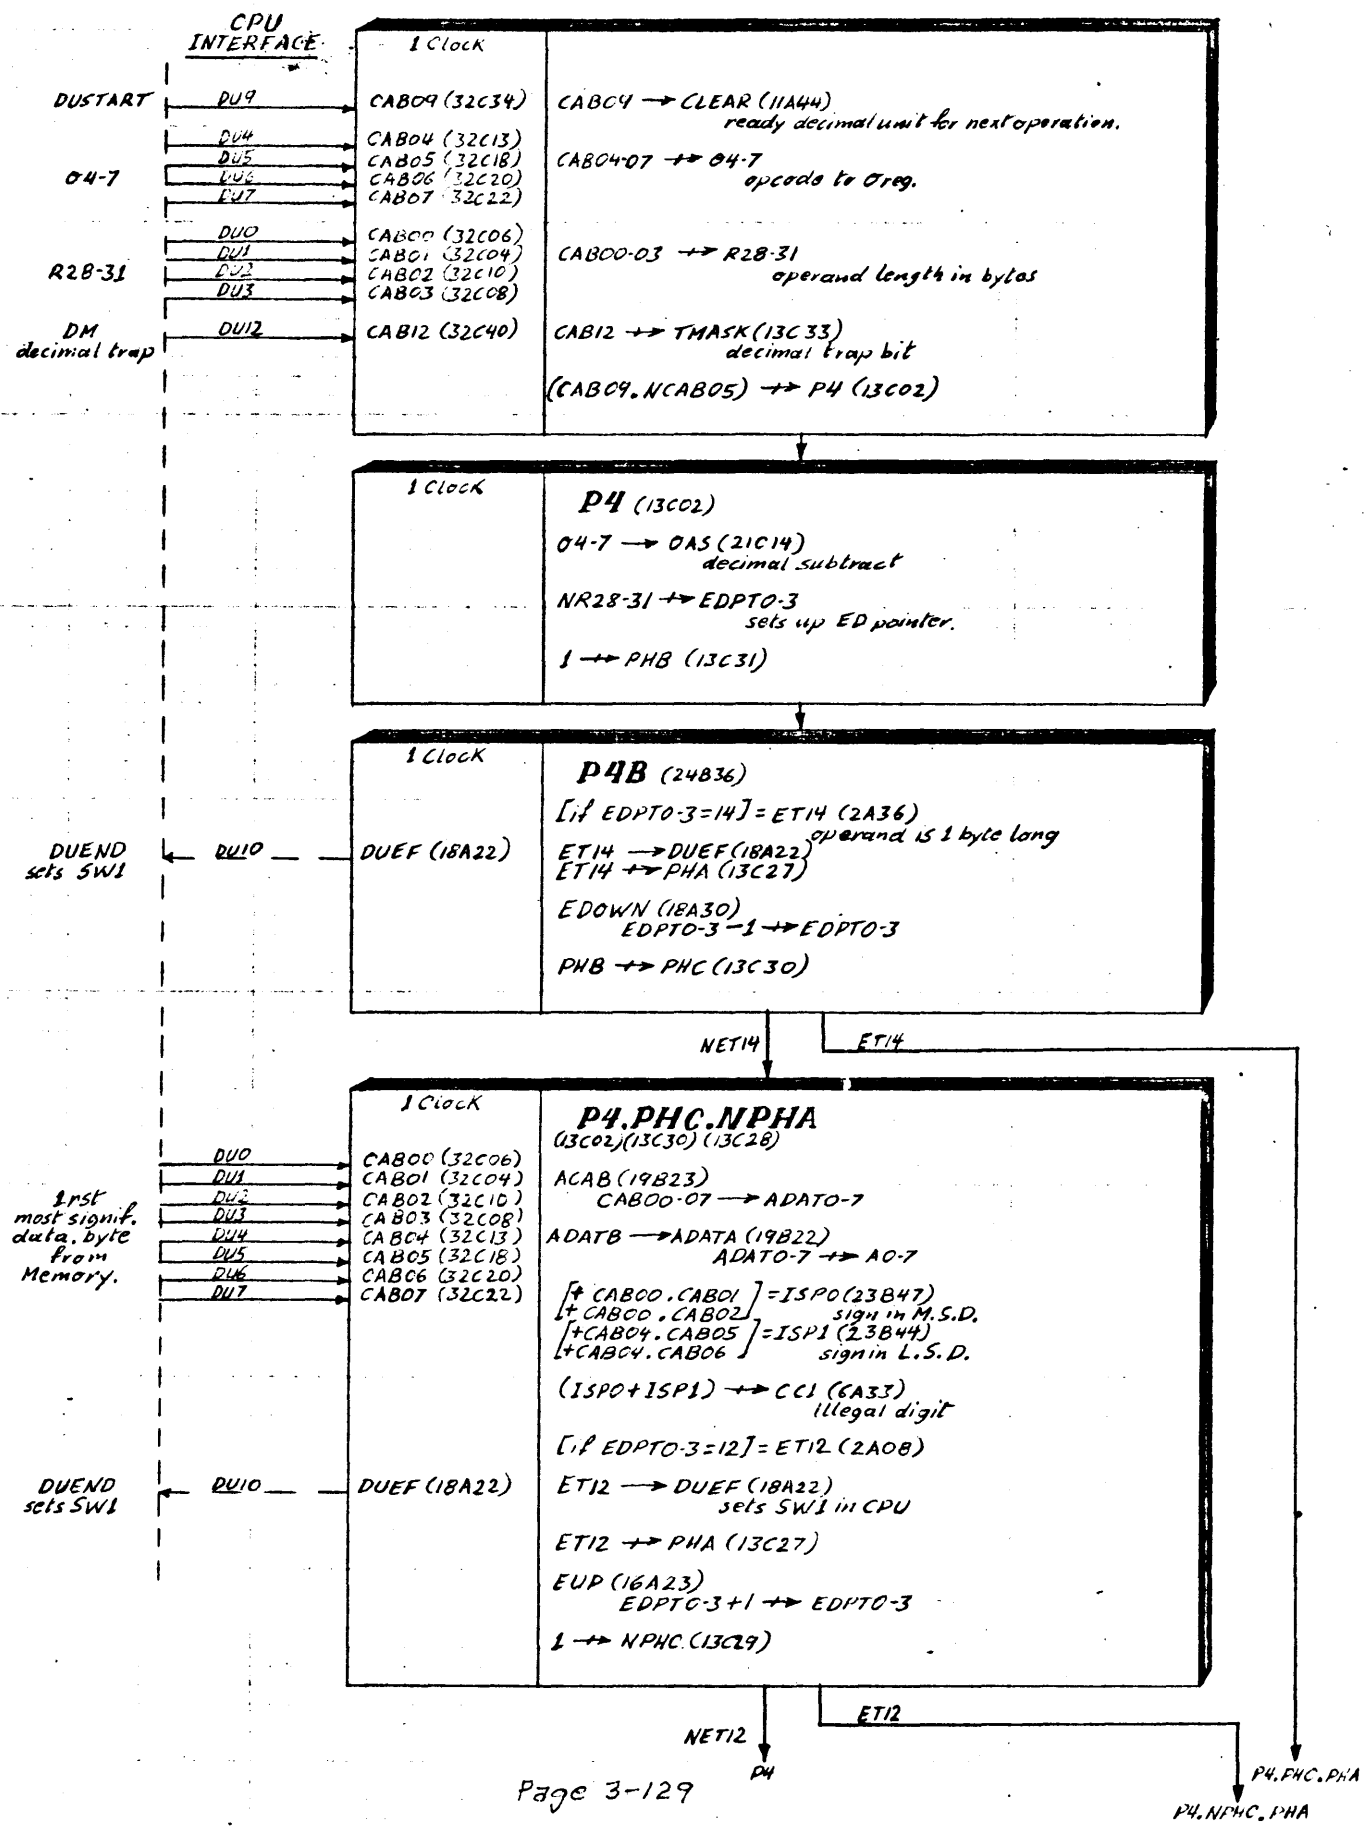 CPU
INTERFACE
1 Clock
DUSTART DU9 CAB09 (32C34) CAB09 → CLEAR (11A44)
ready decimal unit for next operation.
DU4 CAB04 (32C13)
DU5 CAB05 (32C18) CAB04-07 +→ O4-7
O4-7 DU6 CAB06 (32C20) opcode to Oreg.
DU7 CAB07 (32C22)
DU0 CAB00 (32C06)
DU1 CAB01 (32C04) CAB00-03 +→ R28-31
R28-31 DU2 CAB02 (32C10) operand length in bytes
DU3 CAB03 (32C08)
DM DU12 CAB12 (32C40) CAB12 +→ TMASK (13C33)
decimal trap decimal trap bit
(CAB09.NCAB05) +→ P4 (13C02)
1 Clock
P4 (13C02)
O4-7 → OAS (21C14)
decimal subtract
NR28-31 +→ EDPT0-3
sets up ED pointer.
1 +→ PHB (13C31)
1 Clock
P4B (24B36)
[if EDPT0-3=14] = ET14 (2A36)
operand is 1 byte long
DUEND DU10 DUEF (18A22) ET14 → DUEF (18A22)
sets SW1 ET14 +→ PHA (13C27)
EDOWN (18A30)
EDPT0-3 -1 +→ EDPT0-3
PHB +→ PHC (13C30)
NET14 ET14
1 Clock
P4.PHC.NPHA
(13C02)(13C30)(13C28)
DU0 CAB00 (32C06)
DU1 CAB01 (32C04) ACAB (19B23)
1rst DU2 CAB02 (32C10) CAB00-07 → ADAT0-7
most signif. DU3 CAB03 (32C08)
data. byte DU4 CAB04 (32C13) ADATB → ADATA (19B22)
from DU5 CAB05 (32C18) ADAT0-7 +→ A0-7
Memory. DU6 CAB06 (32C20)
DU7 CAB07 (32C22) [+ CAB00.CAB01] = ISP0 (23B47)
[+ CAB00.CAB02] sign in M.S.D.
[+CAB04.CAB05] = ISP1 (23B44)
[+CAB04.CAB06] sign in L.S.D.
(ISP0+ISP1) +→ CC1 (6A33)
illegal digit
[if EDPT0-3=12] = ET12 (2A08)
DUEND DU10 DUEF (18A22) ET12 → DUEF (18A22)
sets SW1 sets SW1 in CPU
ET12 +→ PHA (13C27)
EUP (16A23)
EDPT0-3+1 +→ EDPT0-3
1 +→ NPHC (13C29)
NET12 ET12
P4 P4.PHC.PHA
Page 3-129
P4.NPHC.PHA